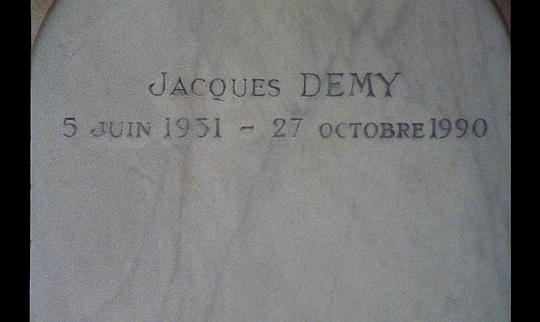 JACQUES DEMY
5 JUIN 1931 ~ 27 OCTOBRE 1990